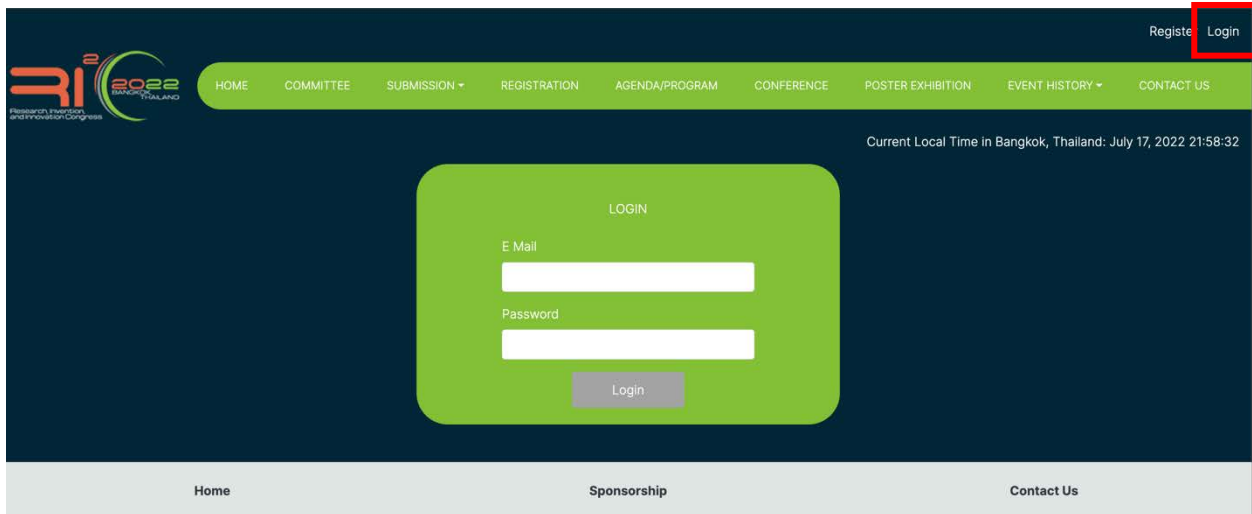 Register Login
RI² 2022
BANGKOK
THAILAND
Research, Invention
and Innovation Congress
HOME COMMITTEE SUBMISSION REGISTRATION AGENDA/PROGRAM CONFERENCE POSTER EXHIBITION EVENT HISTORY CONTACT US
Current Local Time in Bangkok, Thailand: July 17, 2022 21:58:32
LOGIN
E Mail
Password
Login
Home Sponsorship Contact Us